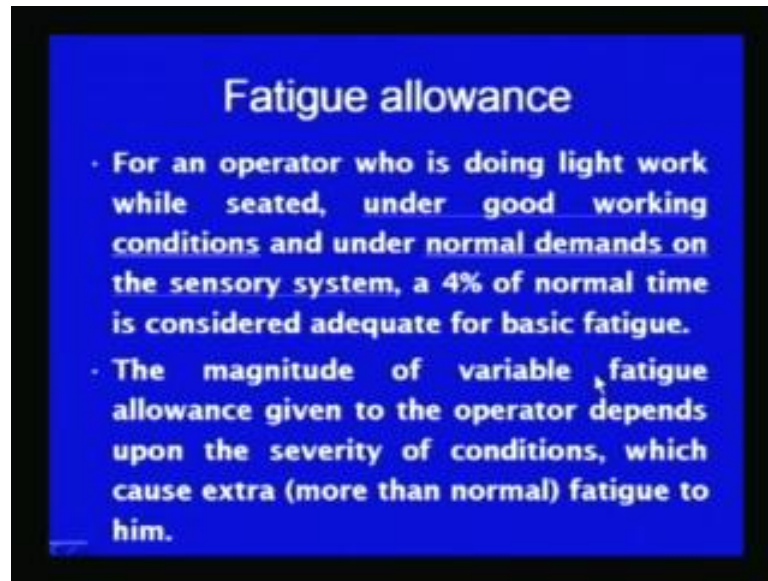 Fatigue allowance
· For an operator who is doing light work
while seated, under good working
conditions and under normal demands on
the sensory system, a 4% of normal time
is considered adequate for basic fatigue.
· The magnitude of variable fatigue
allowance given to the operator depends
upon the severity of conditions, which
cause extra (more than normal) fatigue to
him.